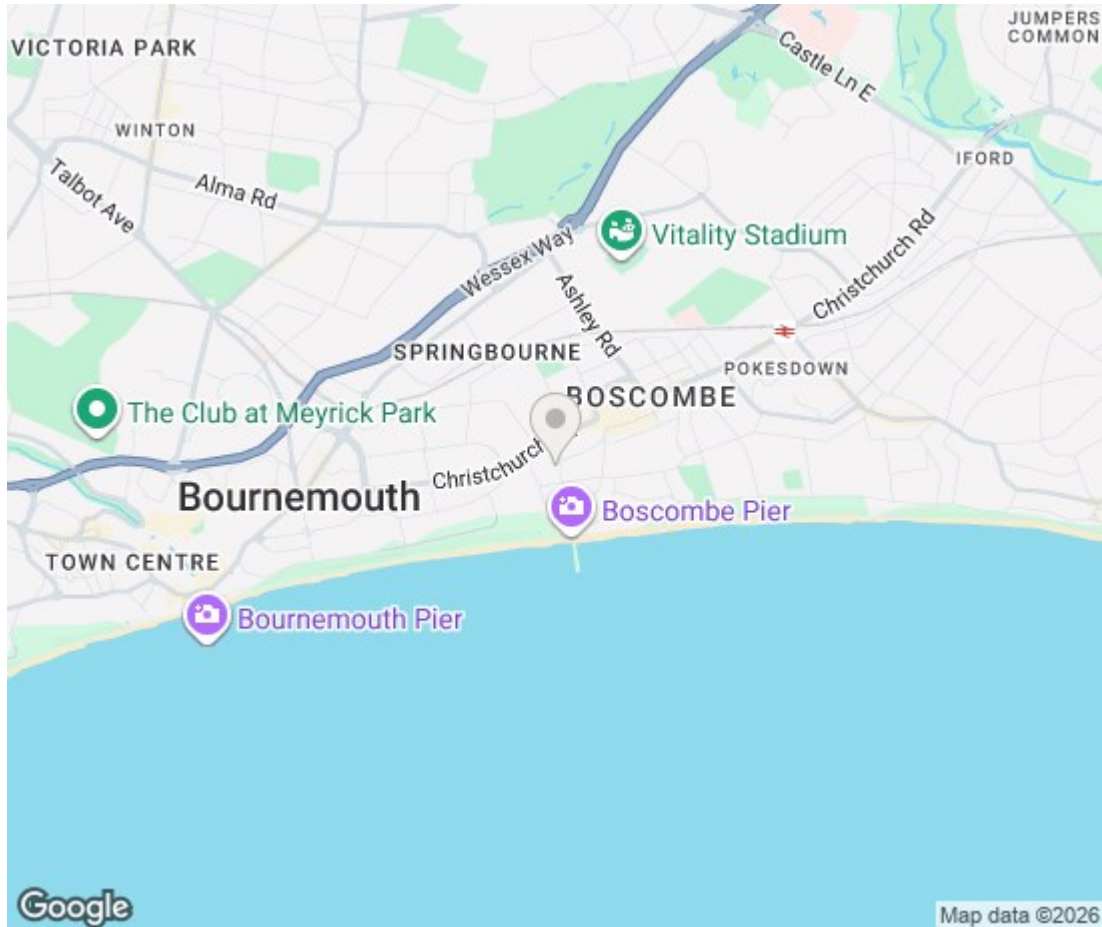 JUMPERS
COMMON
VICTORIA PARK
Castle Ln E
WINTON
IFORD
Talbot Ave
Alma Rd
Vitality Stadium
Christchurch Rd
Wessex Way
Ashley Rd
SPRINGBOURNE
POKESDOWN
BOSCOMBE
The Club at Meyrick Park
Christchurch
Bournemouth
Boscombe Pier
TOWN CENTRE
Bournemouth Pier
Google
Map data ©2026